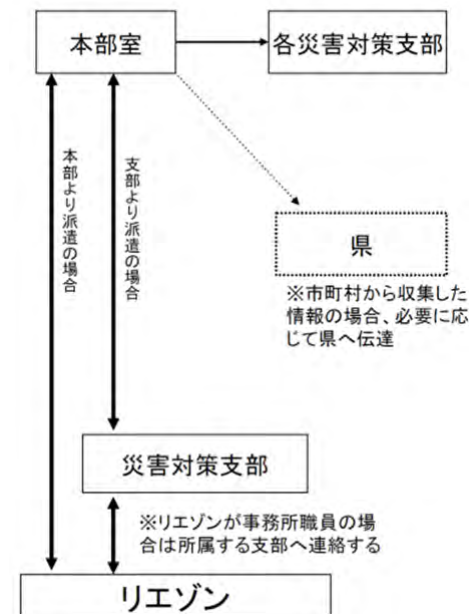 本部室
各災害対策支部
本部より派遣の場合
支部より派遣の場合
県
※市町村から収集した
情報の場合、必要に応
じて県へ伝達
災害対策支部
※リエゾンが事務所職員の場
合は所属する支部へ連絡する
リエゾン